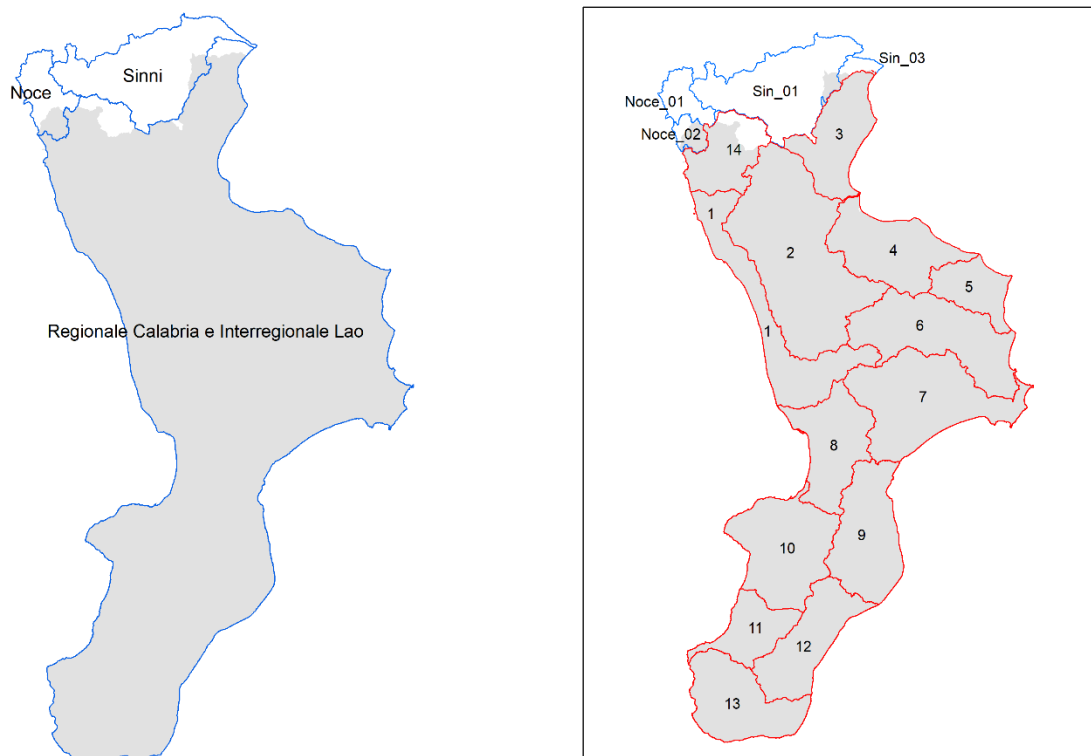 Sinni
Noce
Regionale Calabria e Interregionale Lao
Sin_03
Sin_01
Noce_01
Noce_02
3
14
1
2
4
5
6
1
7
8
9
10
11
12
13